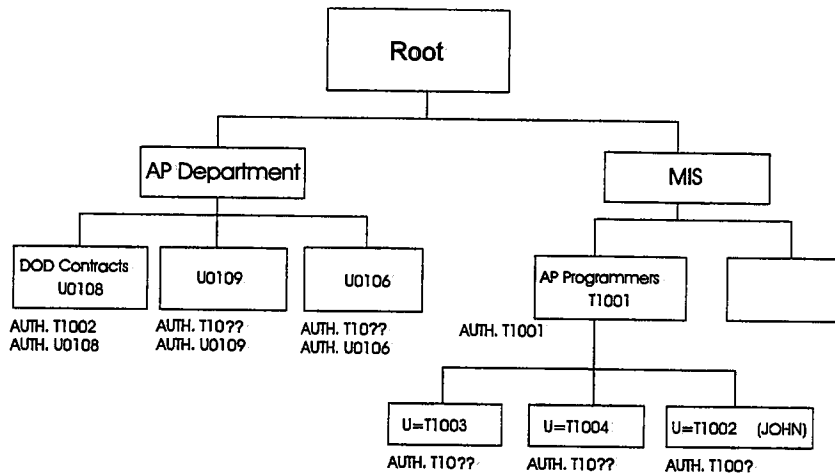 Root
AP Department
MIS
DOD Contracts
U0108
U0109
U0106
AP Programmers
T1001
AUTH. T1002
AUTH. U0108
AUTH. T10??
AUTH. U0109
AUTH. T10??
AUTH. U0106
AUTH. T1001
U=T1003
U=T1004
U=T1002 (JOHN)
AUTH. T10??
AUTH. T10??
AUTH. T100?